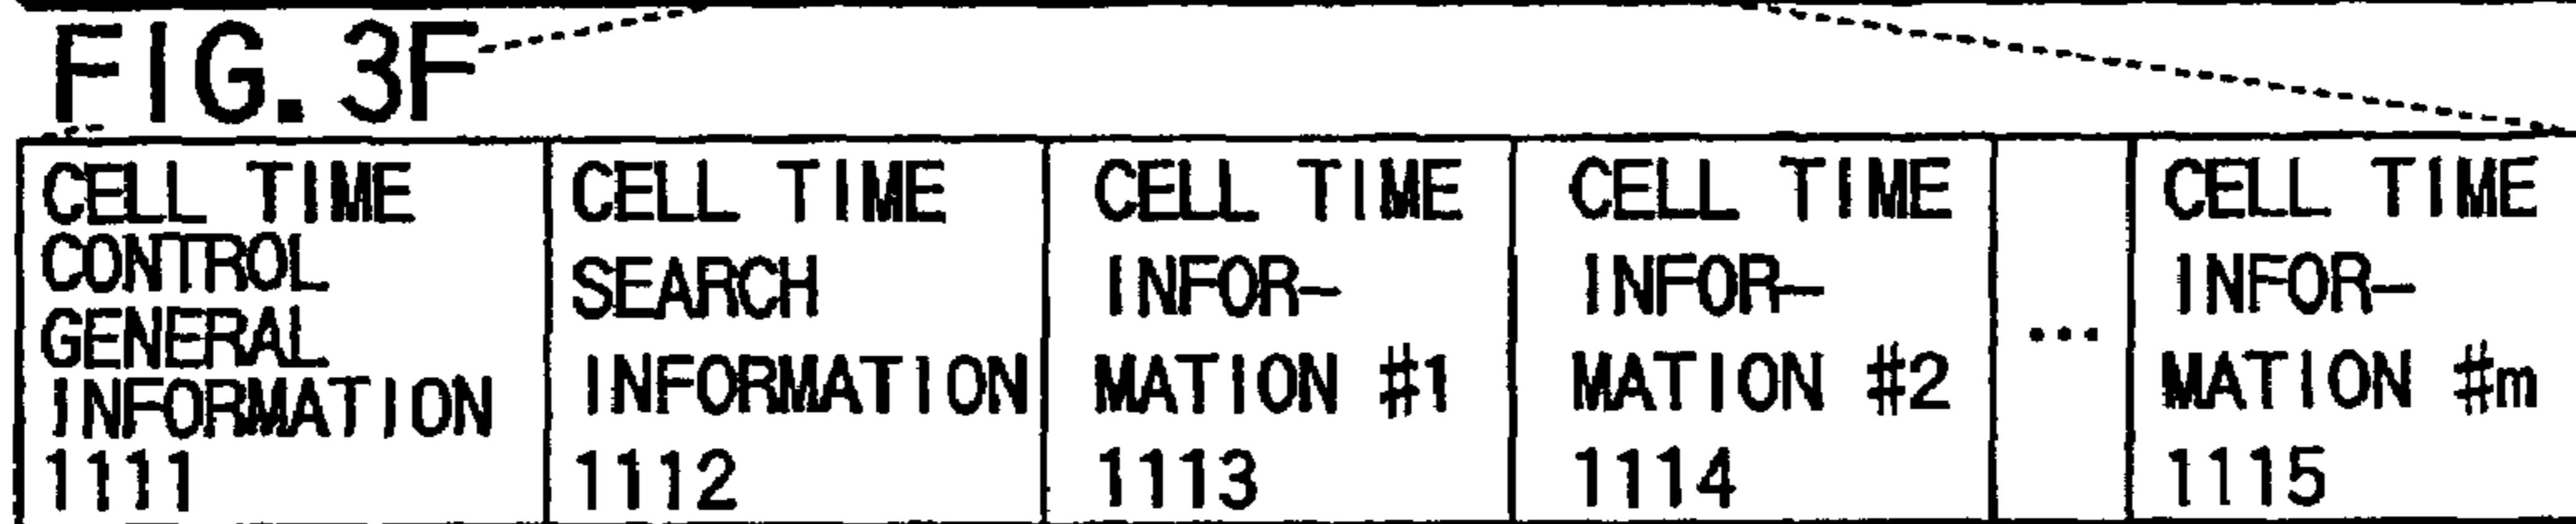 FIG. 3F
CELL TIME
CONTROL
GENERAL
INFORMATION
1111
CELL TIME
SEARCH
INFORMATION
1112
CELL TIME
INFOR-
MATION #1
1113
CELL TIME
INFOR-
MATION #2
1114
...
CELL TIME
INFOR-
MATION #m
1115